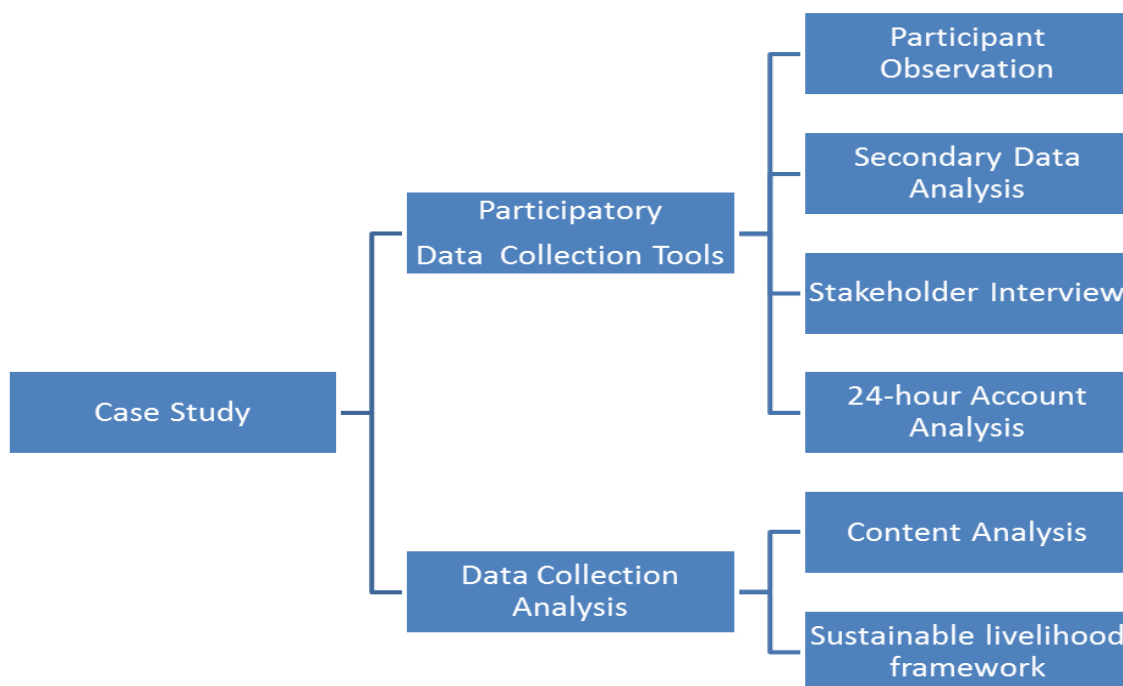 Case Study
Participatory
Data Collection Tools
Data Collection
Analysis
Participant
Observation
Secondary Data
Analysis
Stakeholder Interview
24-hour Account
Analysis
Content Analysis
Sustainable livelihood
framework